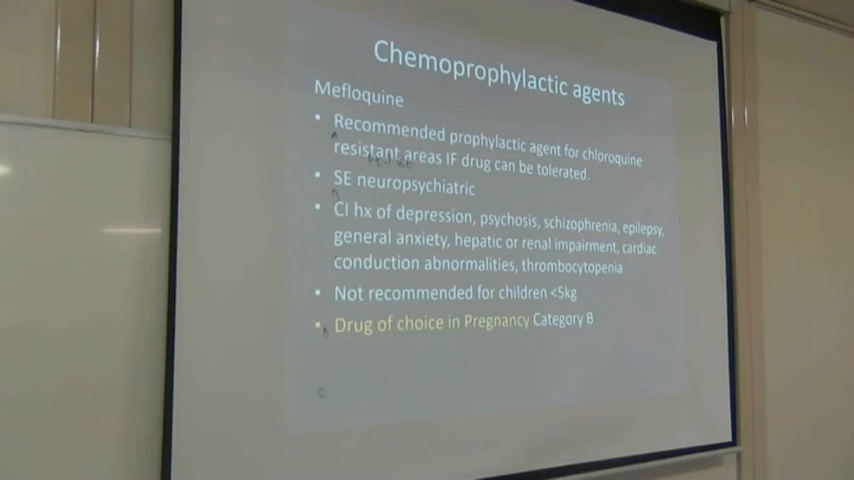 Chemoprophylactic agents
Mefloquine
• Recommended prophylactic agent for chloroquine
resistant areas IF drug can be tolerated.
• SE neuropsychiatric
• CI hx of depression, psychosis, schizophrenia, epilepsy,
general anxiety, hepatic or renal impairment, cardiac
conduction abnormalities, thrombocytopenia
• Not recommended for children <5kg
• Drug of choice in Pregnancy Category B